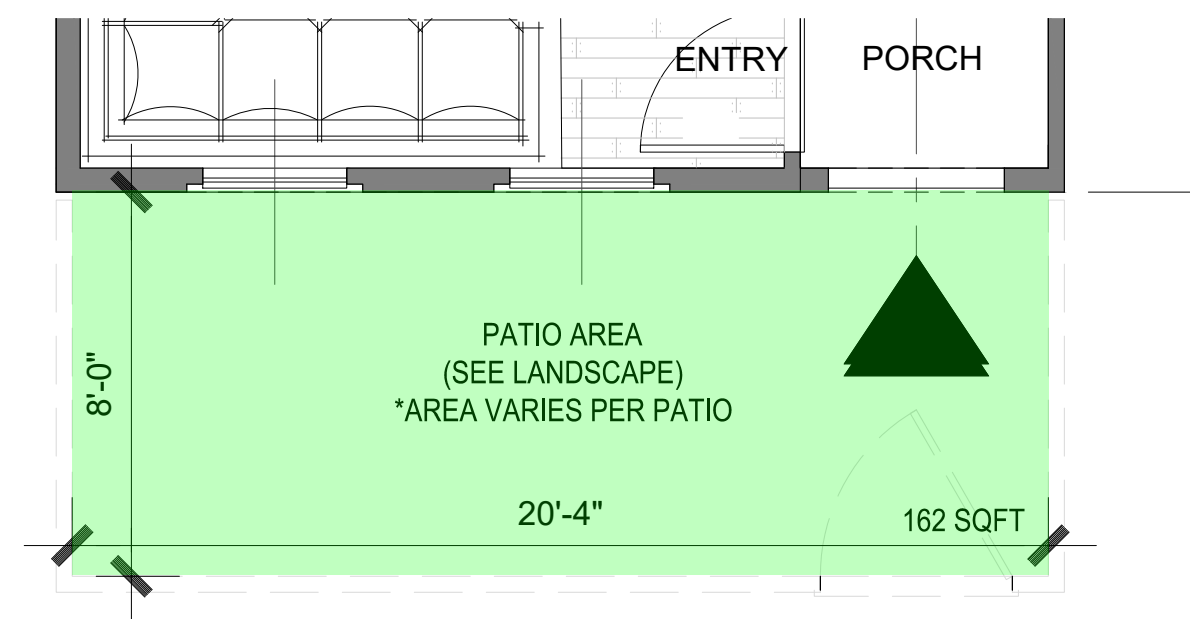 ENTRY
PORCH
PATIO AREA
(SEE LANDSCAPE)
*AREA VARIES PER PATIO
8'-0"
20'-4"
162 SQFT